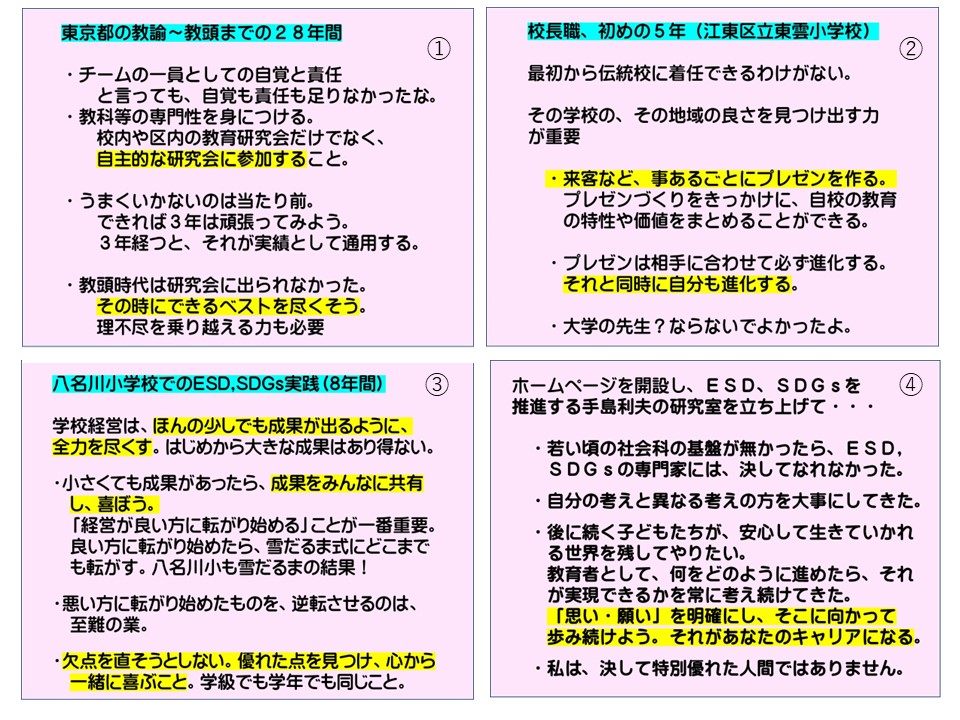 東京都の教諭~教頭までの２８年間
①
・チームの一員としての自覚と責任
と言っても、自覚も責任も足りなかったな。
・教科等の専門性を身につける。
校内や区内の教育研究会だけでなく、
自主的な研究会に参加すること。
・うまくいかないのは当たり前。
できれば３年は頑張ってみよう。
３年経つと、それが実績として通用する。
・教頭時代は研究会に出られなかった。
その時にできるベストを尽くそう。
理不尽を乗り越える力も必要
校長職、初めの５年（江東区立東雲小学校）
②
最初から伝統校に着任できるわけがない。
その学校の、その地域の良さを見つけ出す力
が重要
・来客など、事あるごとにプレゼンを作る。
プレゼンづくりをきっかけに、自校の教育
の特性や価値をまとめることができる。
・プレゼンは相手に合わせて必ず進化する。
それと同時に自分も進化する。
・大学の先生？ならないでよかったよ。
八名川小学校でのESD,SDGs実践（8年間）
③
学校経営は、ほんの少しでも成果が出るように、
全力を尽くす。はじめから大きな成果はあり得ない。
・小さくても成果があったら、成果をみんなに共有
し、喜ぼう。
「経営が良い方に転がり始める」ことが一番重要。
良い方に転がり始めたら、雪だるま式にどこまで
も転がす。八名川小も雪だるまの結果！
・悪い方に転がり始めたものを、逆転させるのは、
至難の業。
・欠点を直そうとしない。優れた点を見つけ、心から
一緒に喜ぶこと。学級でも学年でも同じこと。
ホームページを開設し、ＥＳＤ、ＳＤＧｓを
④
推進する手島利夫の研究室を立ち上げて・・・
・若い頃の社会科の基盤が無かったら、ＥＳＤ，
ＳＤＧｓの専門家には、決してなれなかった。
・自分の考えと異なる考えの方を大事にしてきた。
・後に続く子どもたちが、安心して生きていかれ
る世界を残してやりたい。
教育者として、何をどのように進めたら、それ
が実現できるかを常に考え続けてきた。
「思い・願い」を明確にし、そこに向かって
歩み続けよう。それがあなたのキャリアになる。
・私は、決して特別優れた人間ではありません。